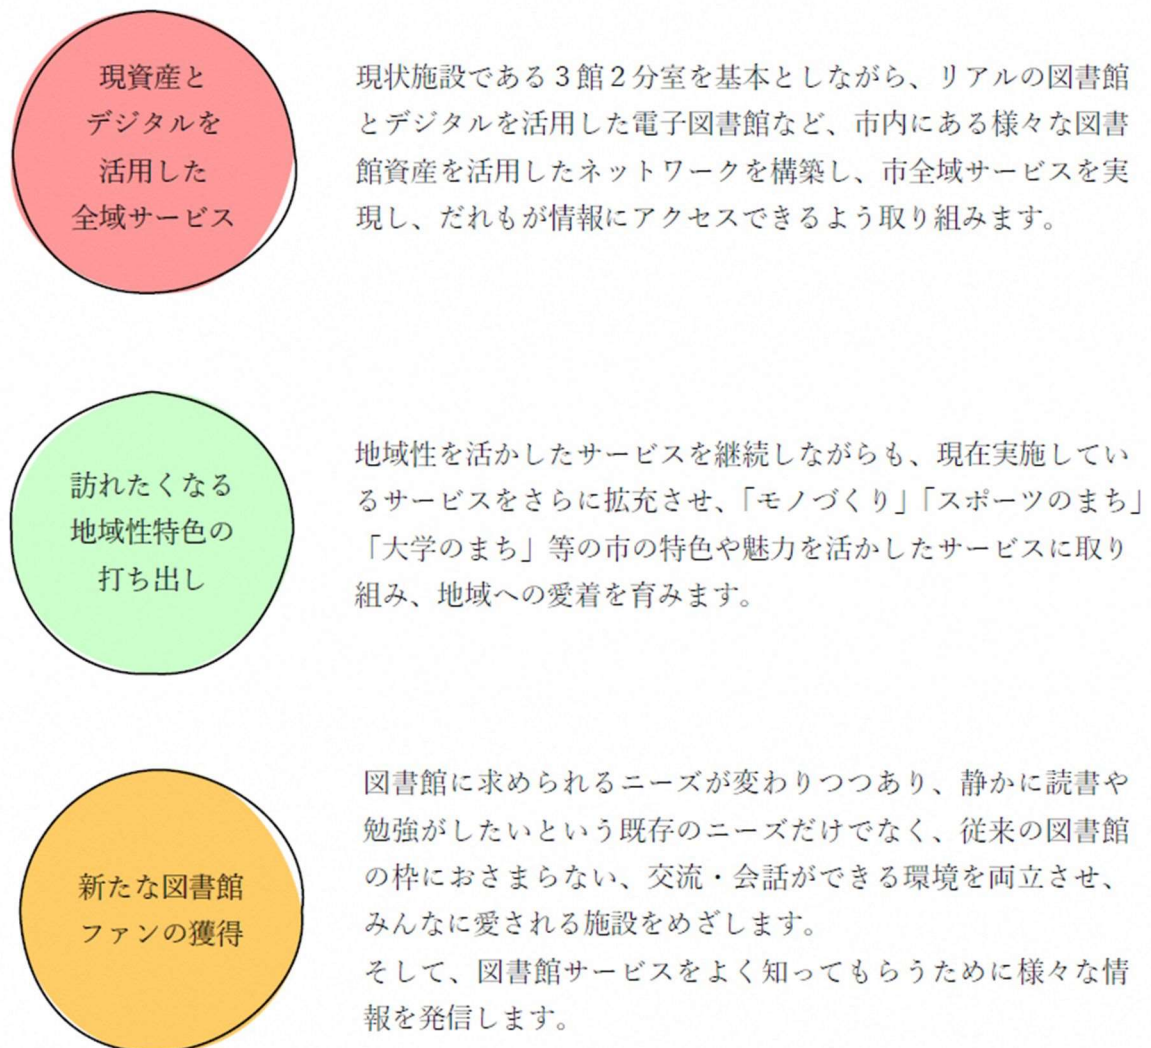 現資産と
デジタルを
活用した
全域サービス
現状施設である３館２分室を基本としながら、リアルの図書館
とデジタルを活用した電子図書館など、市内にある様々な図書
館資産を活用したネットワークを構築し、市全域サービスを実
現し、だれもが情報にアクセスできるよう取り組みます。
訪れたくなる
地域性特色の
打ち出し
地域性を活かしたサービスを継続しながらも、現在実施してい
るサービスをさらに拡充させ、「モノづくり」「スポーツのまち」
「大学のまち」等の市の特色や魅力を活かしたサービスに取り
組み、地域への愛着を育みます。
新たな図書館
ファンの獲得
図書館に求められるニーズが変わりつつあり、静かに読書や
勉強がしたいという既存のニーズだけでなく、従来の図書館
の枠におさまらない、交流・会話ができる環境を両立させ、
みんなに愛される施設をめざします。
そして、図書館サービスをよく知ってもらうために様々な情
報を発信します。